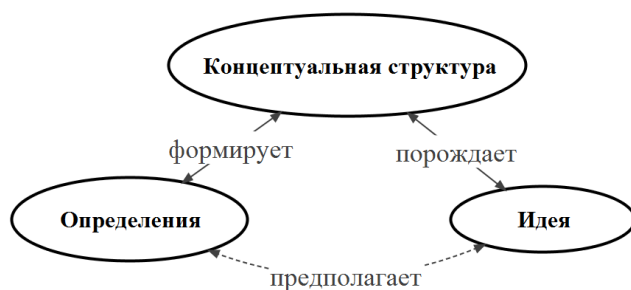 Концептуальная структура
формирует
порождает
Определения
Идея
предполагает